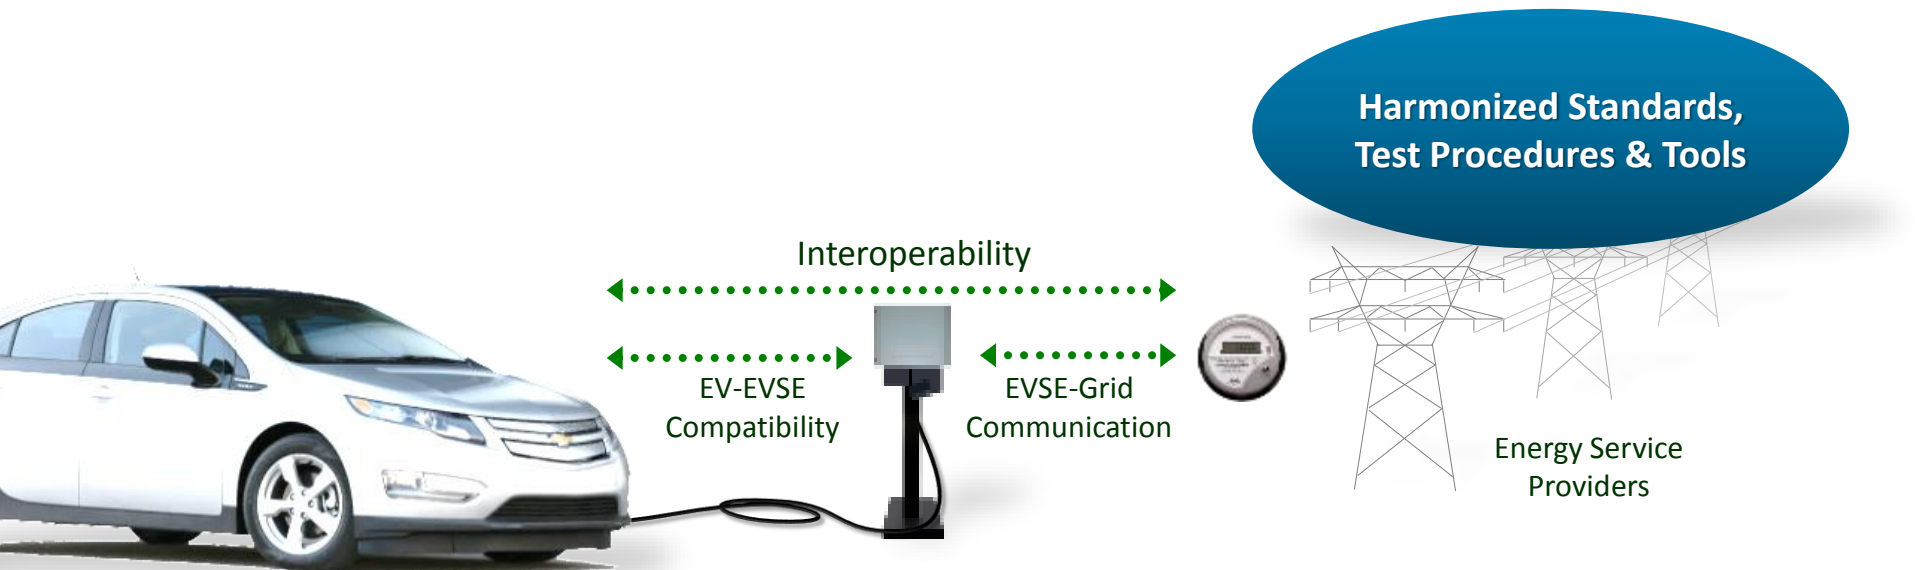 Harmonized Standards,
Test Procedures & Tools
Interoperability
EV-EVSE
Compatibility
EVSE-Grid
Communication
Energy Service
Providers